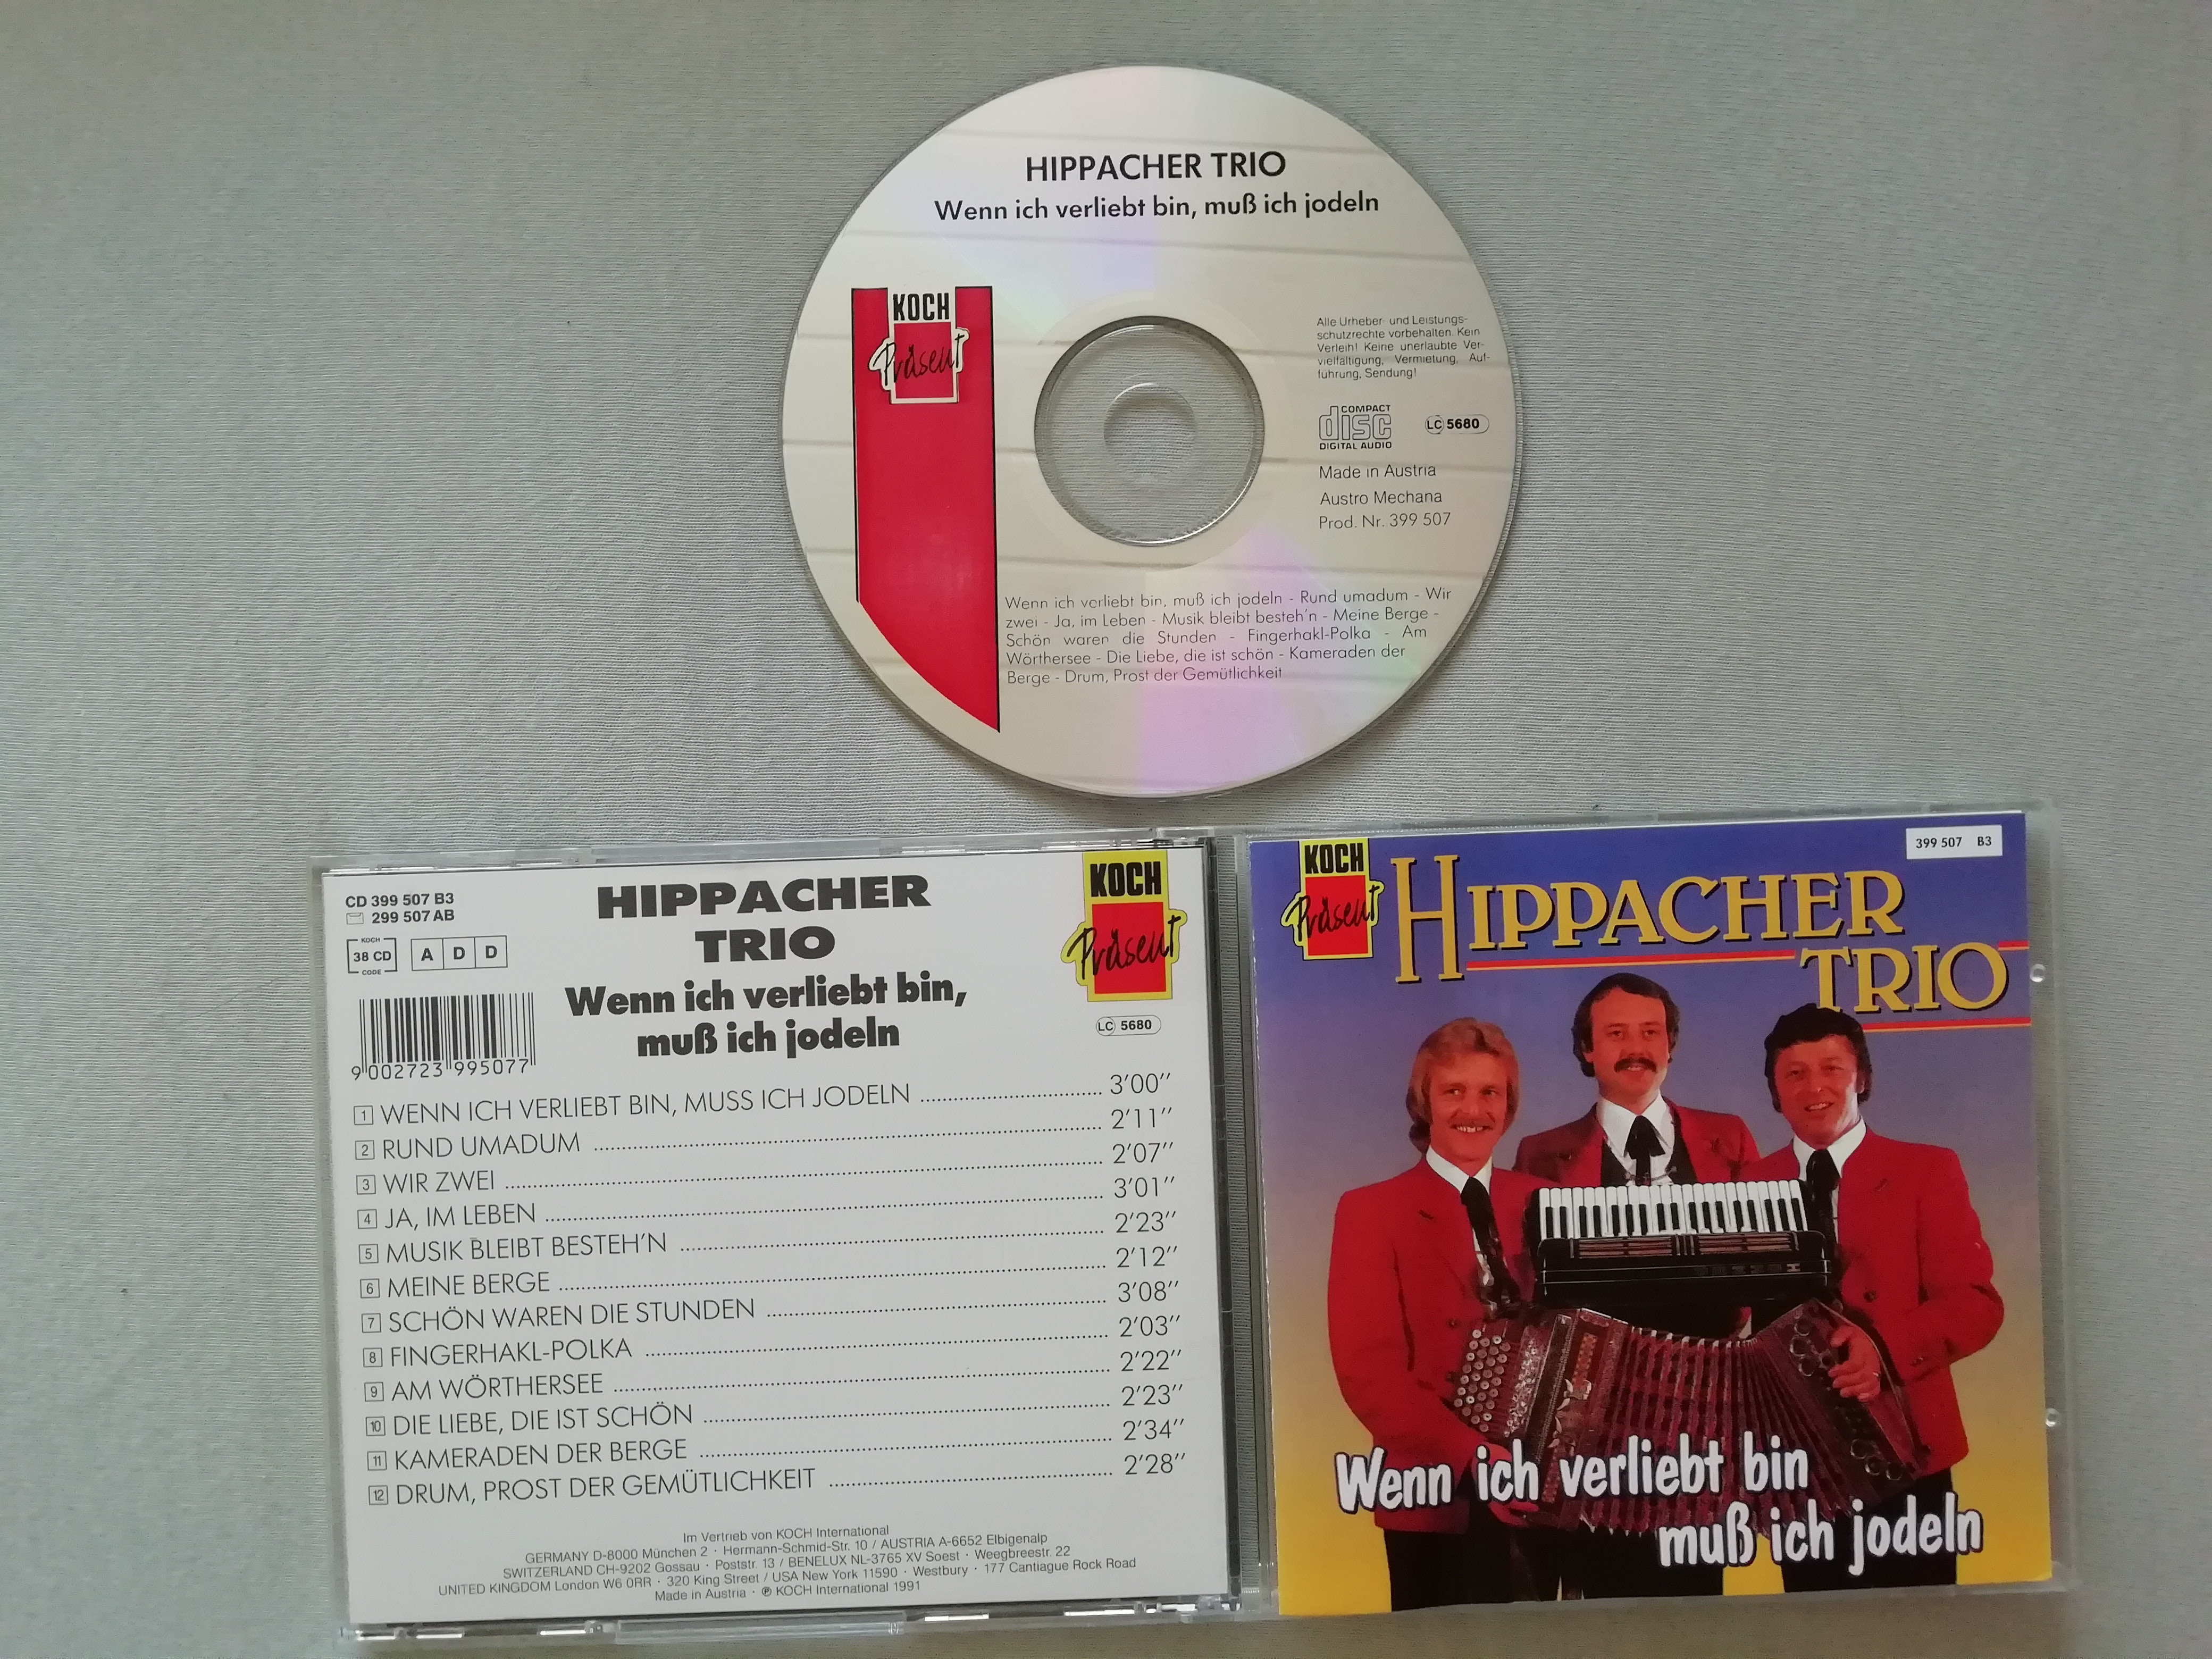 HIPPACHER TRIO
Wenn ich verliebt bin, muß ich jodeln
KOCH
Präsent
Alle Urheber- und Leistungs-
schutzrechte vorbehalten. Kein
Verleih! Keine unerlaubte Ver-
vielfältigung, Vermietung, Auf-
führung, Sendung!
COMPACT
disc
DIGITAL AUDIO
LC 5680
Made in Austria
Austro Mechana
Prod. Nr. 399 507
Wenn ich verliebt bin, muß ich jodeln - Rund umadum - Wir
zwei - Ja, im Leben - Musik bleibt besteh'n - Meine Berge -
Schön waren die Stunden - Fingerhakl-Polka - Am
Wörthersee - Die Liebe, die ist schön - Kameraden der
Berge - Drum, Prost der Gemütlichkeit
CD 399 507 B3
299 507 AB
KOCH
38 CD
CODE
A D D
9 002723 995077
HIPPACHER
TRIO
Wenn ich verliebt bin,
muß ich jodeln
KOCH
Präsent
LC 5680
1 WENN ICH VERLIEBT BIN, MUSS ICH JODELN 3'00''
2 RUND UMADUM 2'11''
3 WIR ZWEI 2'07''
4 JA, IM LEBEN 3'01''
5 MUSIK BLEIBT BESTEH'N 2'23''
6 MEINE BERGE 2'12''
7 SCHÖN WAREN DIE STUNDEN 3'08''
8 FINGERHAKL-POLKA 2'03''
9 AM WÖRTHERSEE 2'22''
10 DIE LIEBE, DIE IST SCHÖN 2'23''
11 KAMERADEN DER BERGE 2'34''
12 DRUM, PROST DER GEMÜTLICHKEIT 2'28''
Im Vertrieb von KOCH International
GERMANY D-8000 München 2 · Hermann-Schmid-Str. 10 / AUSTRIA A-6652 Elbigenalp
SWITZERLAND CH-9202 Gossau · Poststr. 13 / BENELUX NL-3765 XV Soest · Weegbreestr. 22
UNITED KINGDOM London W6 0RR · 320 King Street / USA New York 11590 · Westbury · 177 Cantiague Rock Road
Made in Austria · ℗ KOCH International 1991
KOCH
Präsent
399 507 B3
HIPPACHER
TRIO
Wenn ich verliebt bin
muß ich jodeln